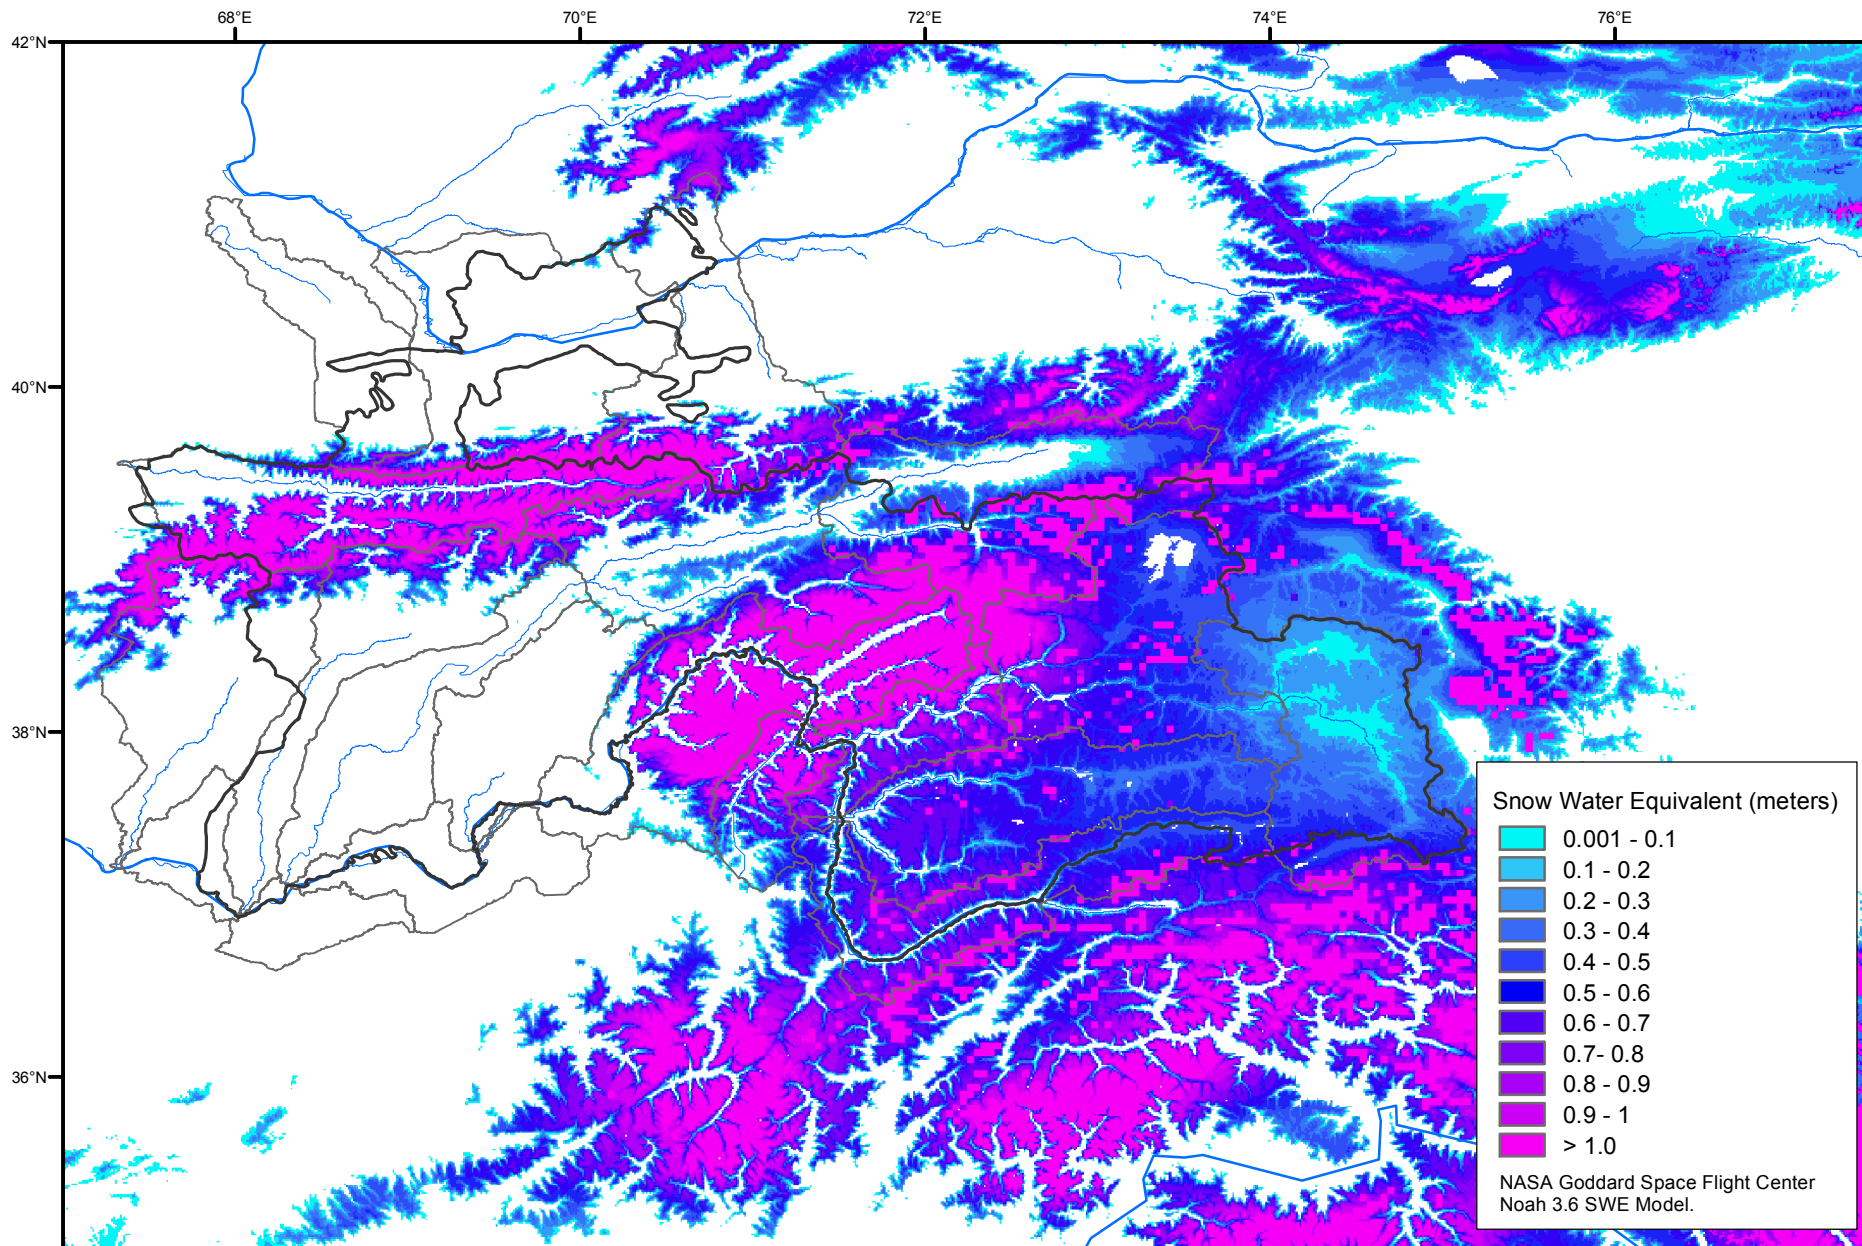 68°E 70°E 72°E 74°E 76°E
42°N
40°N
38°N
36°N
Snow Water Equivalent (meters)
0.001 - 0.1
0.1 - 0.2
0.2 - 0.3
0.3 - 0.4
0.4 - 0.5
0.5 - 0.6
0.6 - 0.7
0.7- 0.8
0.8 - 0.9
0.9 - 1
> 1.0
NASA Goddard Space Flight Center
Noah 3.6 SWE Model.